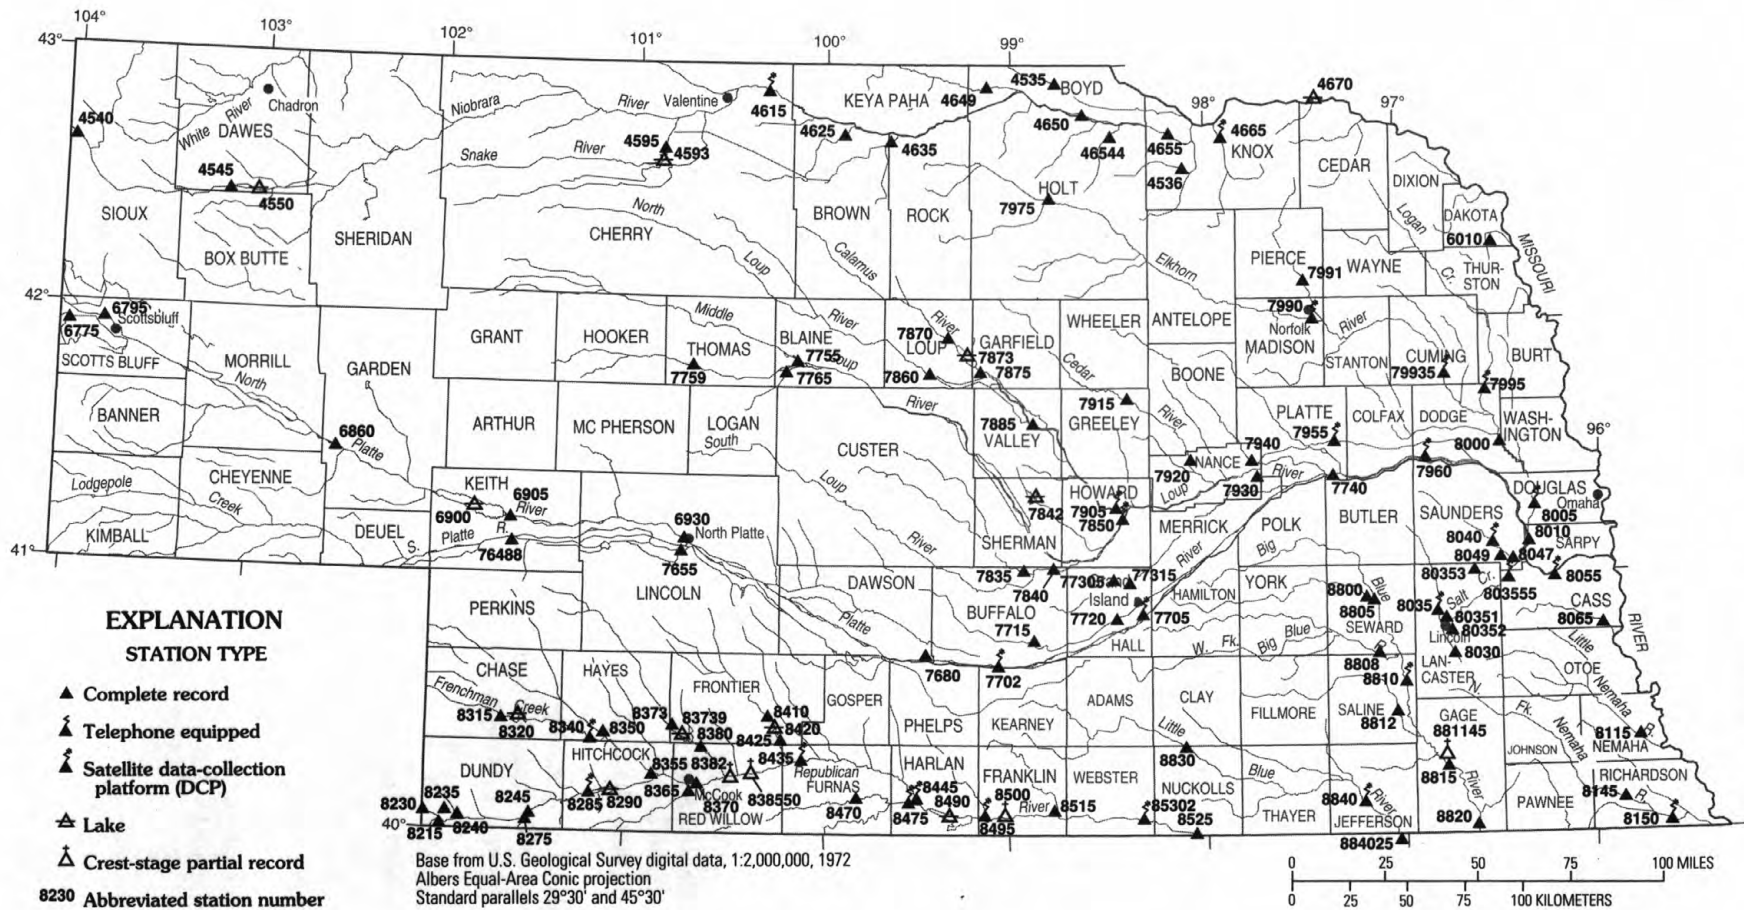 104°
103°
102°
101°
100°
99°
98°
97°
96°
43°
42°
41°
40°
4540
White River
DAWES
Chadron
4545
4550
SIOUX
BOX BUTTE
SHERIDAN
Niobrara River
Valentine
4615
Snake River
4595
4593
North Loup River
CHERRY
KEYA PAHA
4625
4635
4649
4535
BOYD
4650
46544
4655
4536
4665
KNOX
4670
CEDAR
DIXION
Logan Cr.
DAKOTA
6010
MISSOURI RIVER
THUR-
STON
BROWN
ROCK
HOLT
7975
Calamus River
Elkhorn River
PIERCE
7991
WAYNE
7990
Norfolk
MADISON
STANTON
CUMING
79935
BURT
7995
6795
Scottsbluff
6775
SCOTTS BLUFF
MORRILL
North Platte River
GARDEN
GRANT
HOOKER
THOMAS
7759
Middle Loup River
BLAINE
7755
7765
7870
LOUP
7860
GARFIELD
7873
7875
WHEELER
Cedar River
ANTELOPE
BOONE
BANNER
6860
ARTHUR
MC PHERSON
LOGAN
South Loup River
CUSTER
7885
VALLEY
7915
GREELEY
PLATTE
7955
COLFAX
DODGE
8000
WASH-
INGTON
7940
7920
NANCE
7930
Loup River
7740
7960
Lodgepole Creek
CHEYENNE
KIMBALL
DEUEL
KEITH
6905
6900
S. Platte R.
76488
6930
North Platte
7655
LINCOLN
7842
HOWARD
7905
7850
MERRICK
SHERMAN
POLK
BUTLER
SAUNDERS
DOUGLAS
Omaha
8005
8010
SARPY
8040
8049
8047
80353
803555
8055
PERKINS
DAWSON
Platte River
7835
7840
77305
77315
Grand
Island
7720
7705
HAMILTON
YORK
Big Blue
8800
8805
SEWARD
8035
Salt Cr.
80351
80352
Lincoln
8030
CASS
8065
BUFFALO
7715
HALL
W. Fk. Big Blue
8808
8810
LAN-
CASTER
OTOE
Little Nemaha R.
7680
7702
CHASE
Frenchman Creek
8315
8320
HAYES
8340
8350
8373
83739
8380
FRONTIER
8410
8420
8425
8435
GOSPER
PHELPS
KEARNEY
ADAMS
CLAY
FILLMORE
SALINE
8812
GAGE
881145
8815
N. Fk. Nemaha R.
JOHNSON
8115
NEMAHA
DUNDY
HITCHCOCK
8355
8382
8365
8370
McCook
838550
RED WILLOW
Republican River
FURNAS
8470
HARLAN
8445
8490
8475
FRANKLIN
8500
8495
8515
WEBSTER
85302
8525
NUCKOLLS
Little Blue River
8830
THAYER
8840
JEFFERSON
884025
8820
PAWNEE
RICHARDSON
8145
8150
8230
8235
8215
8240
8245
8275
8285
8290
EXPLANATION
STATION TYPE
Complete record
Telephone equipped
Satellite data-collection
platform (DCP)
Lake
Crest-stage partial record
8230 Abbreviated station number
Base from U.S. Geological Survey digital data, 1:2,000,000, 1972
Albers Equal-Area Conic projection
Standard parallels 29°30' and 45°30'
0 25 50 75 100 MILES
0 25 50 75 100 KILOMETERS